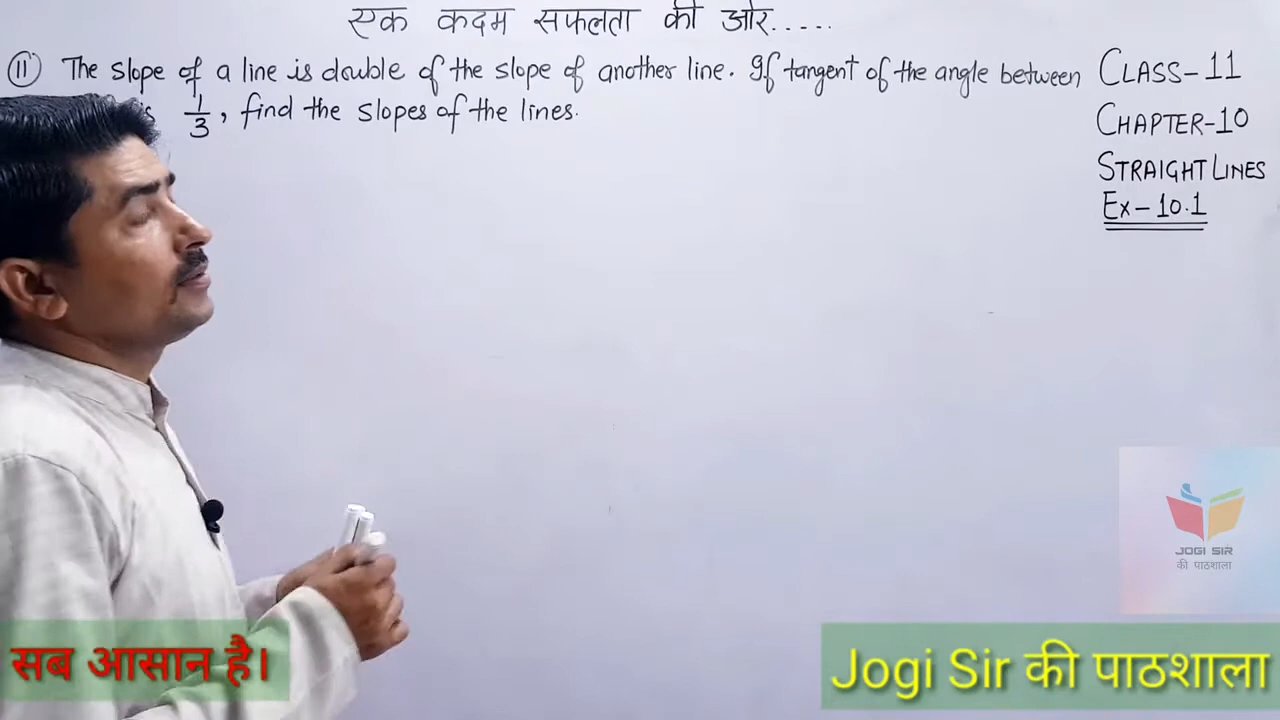 एक कदम सफलता की ओर.....
11 The slope of a line is double of the slope of another line. If tangent of the angle between
1/3, find the slopes of the lines.
CLASS-11
CHAPTER-10
STRAIGHT LINES
Ex-10.1
JOGI SIR
की पाठशाला
सब आसान है।
Jogi Sir की पाठशाला